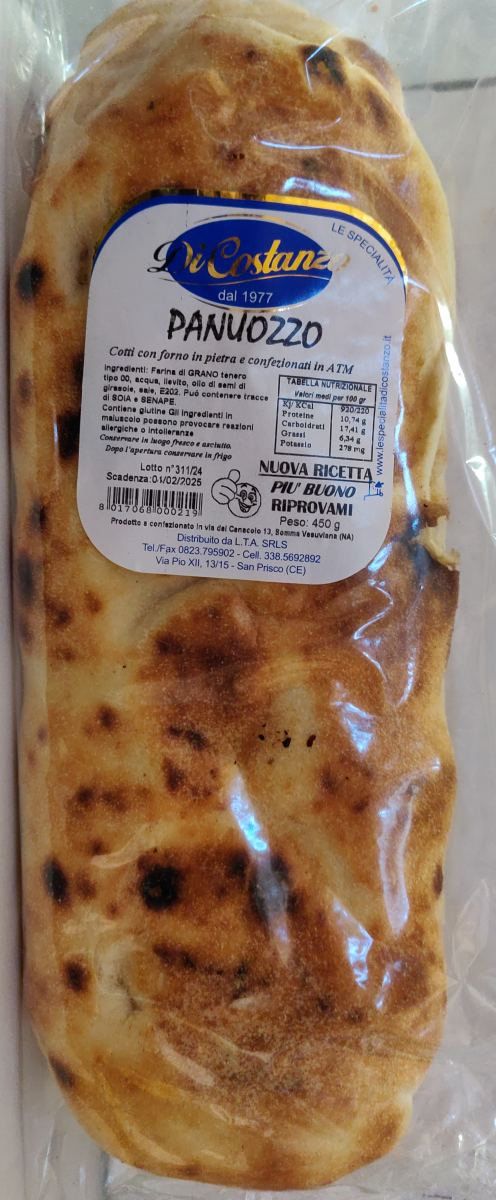 LE SPECIALITÀ
Di Costanzo
dal 1977
PANUOZZO
Cotti con forno in pietra e confezionati in ATM
Ingredienti: Farina di GRANO tenero
tipo 00, acqua, lievito, olio di semi di
girasole, sale, E202. Può contenere tracce
di SOIA e SENAPE.
Contiene glutine Gli ingredienti in
maiuscolo possono provocare reazioni
allergiche o intolleranze
Conservare in luogo fresco e asciutto.
Dopo l'apertura conservare in frigo
TABELLA NUTRIZIONALE
Valori medi per 100 gr
Kj/KCal 920/220
Proteine 10,74 g
Carboidrati 17,41 g
Grassi 6,34 g
Potassio 278 mg
www.lespecialitadicostanzo.it
Lotto n°311/24
Scadenza:04/02/2025
8 017068 000219
NUOVA RICETTA
PIU' BUONO
RIPROVAMI
Peso: 450 g
Prodotto e confezionato in via del Canacolo 13, Somma Vesuviana (NA)
Distribuito da L.T.A. SRLS
Tel./Fax 0823.795902 - Cell. 338.5692892
Via Pio XII, 13/15 - San Prisco (CE)